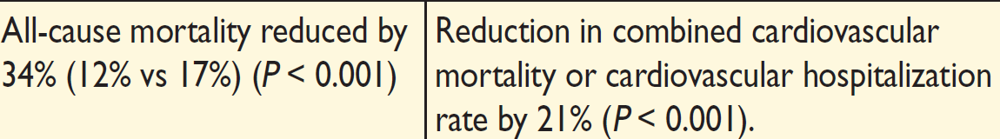 All-cause mortality reduced by
34% (12% vs 17%) (P < 0.001)
Reduction in combined cardiovascular
mortality or cardiovascular hospitalization
rate by 21% (P < 0.001).